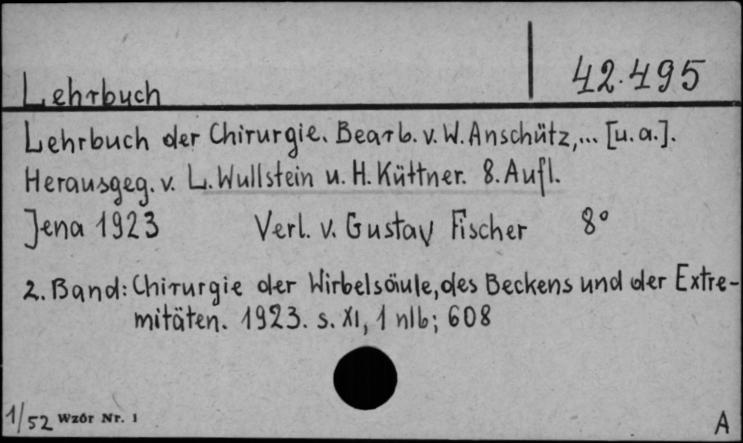 42.495
Lehrbuch
Lehrbuch der Chirurgie. Bearb. v. W. Anschütz,... [u.a.].
Herausgeg. v. L. Wullstein u. H. Küttner. 8. Aufl.
Jena 1923 Verl. v. Gustav Fischer 8°
2. Band: Chirurgie der Wirbelsäule, des Beckens und der Extre-
mitäten. 1923. s. XI, 1 nlb; 608
1/52 Wzór Nr. 1 A